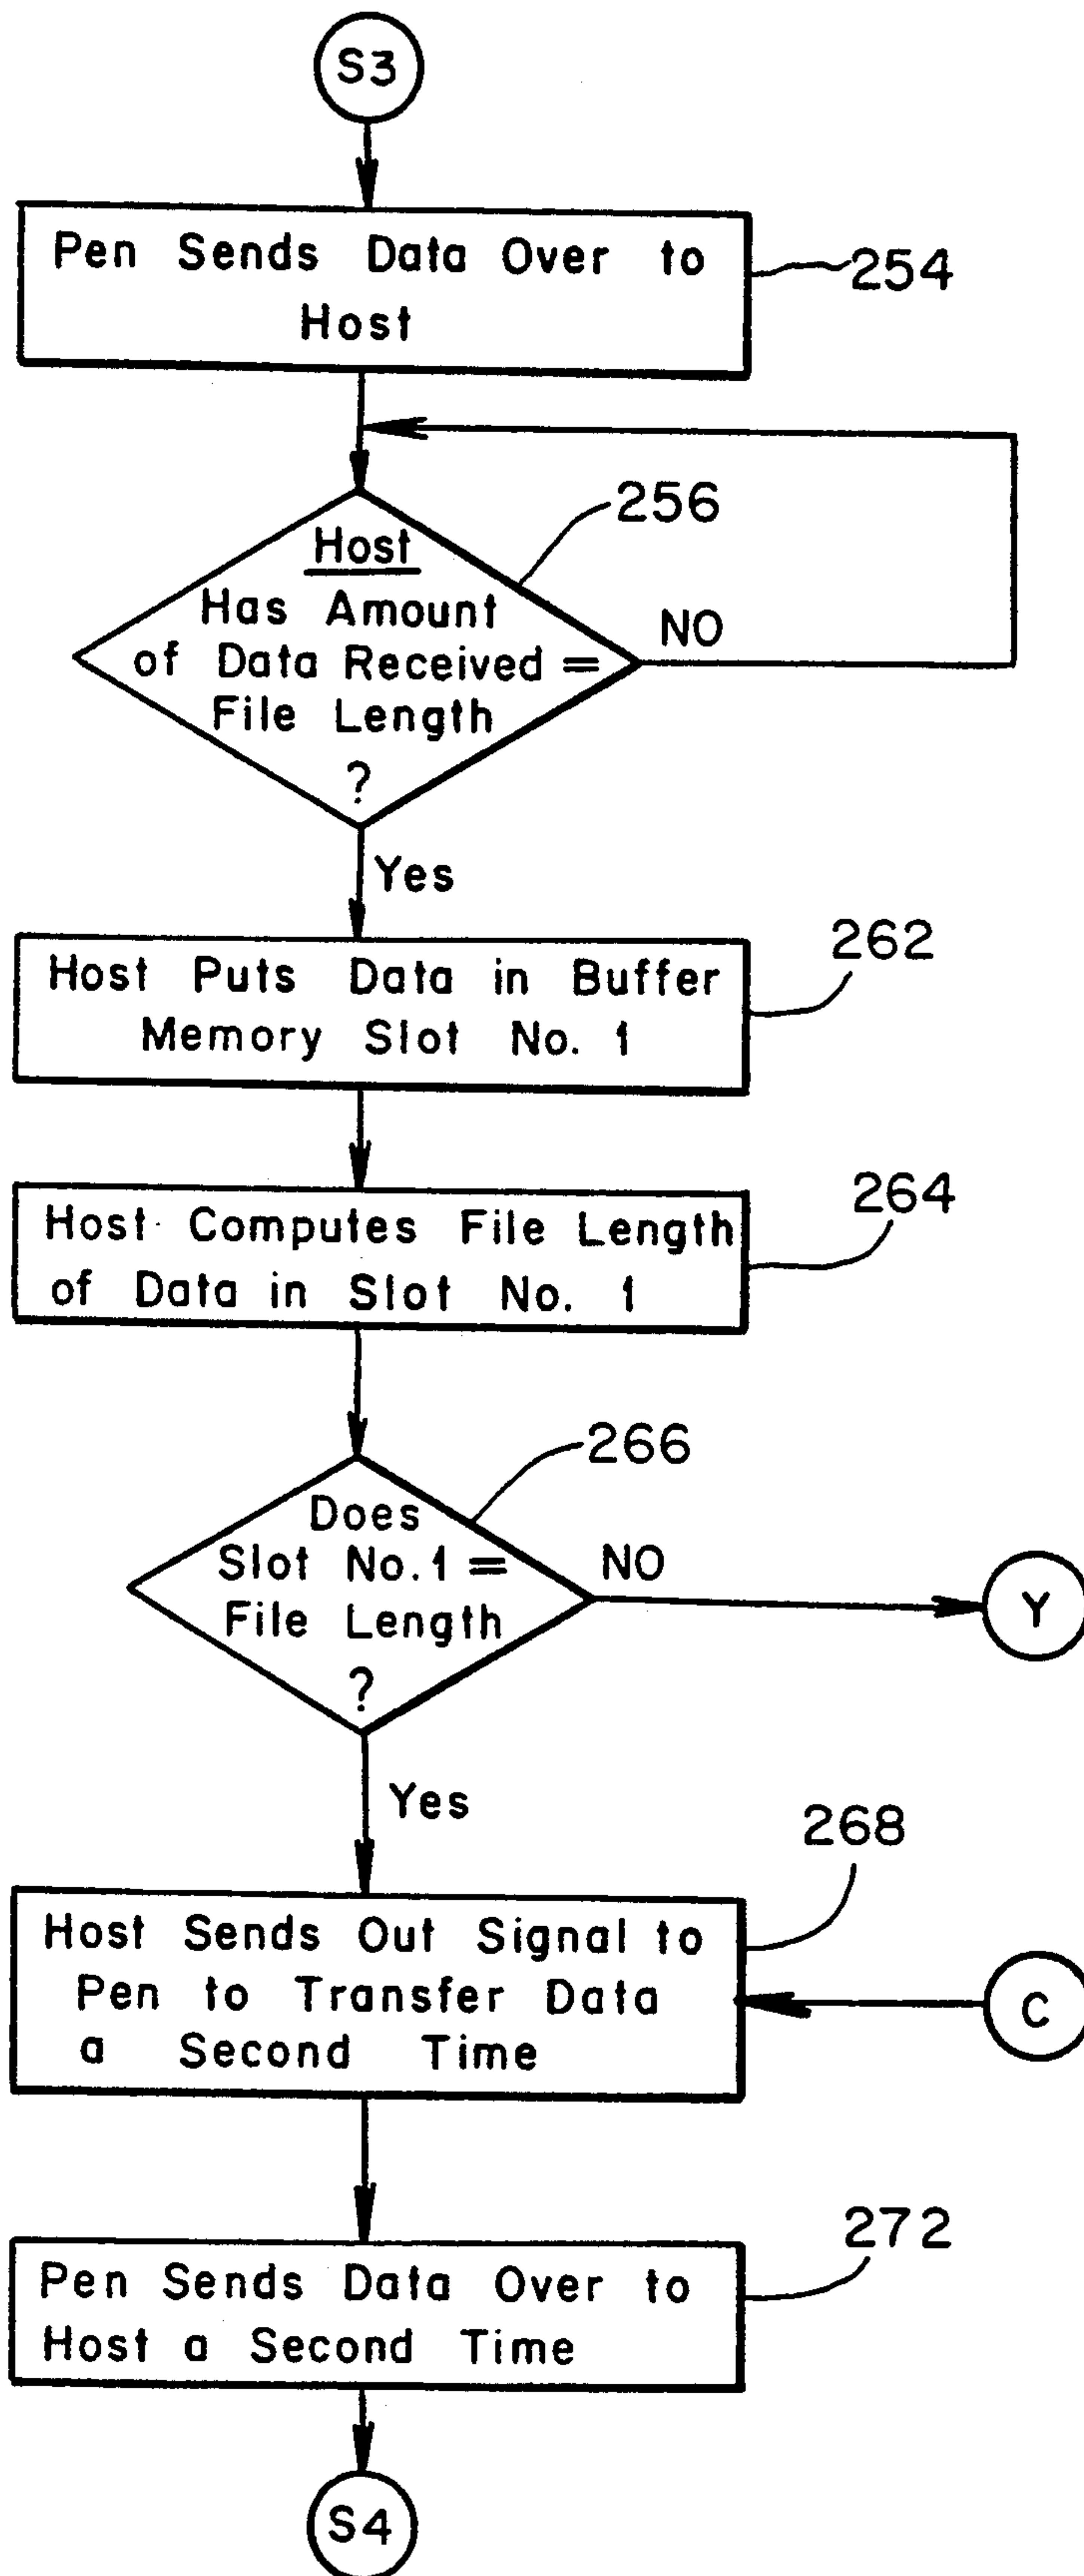 S3
Pen Sends Data Over to
Host
254
256
Host
Has Amount
of Data Received =
File Length
?
NO
Yes
262
Host Puts Data in Buffer
Memory Slot No. 1
264
Host Computes File Length
of Data in Slot No. 1
266
Does
Slot No. 1 =
File Length
?
NO
Y
Yes
268
Host Sends Out Signal to
Pen to Transfer Data
a Second Time
C
272
Pen Sends Data Over to
Host a Second Time
S4